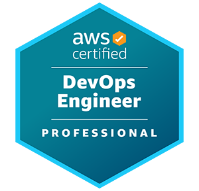 aws
certified
DevOps
Engineer
PROFESSIONAL